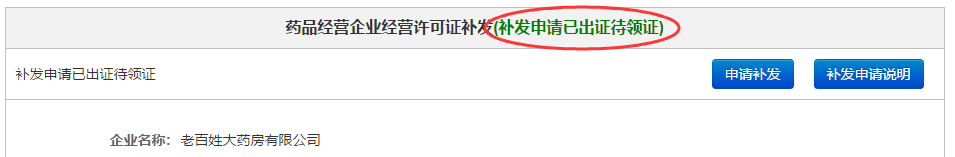 药品经营企业经营许可证补发(补发申请已出证待领证)
补发申请已出证待领证 申请补发 补发申请说明
企业名称: 老百姓大药房有限公司